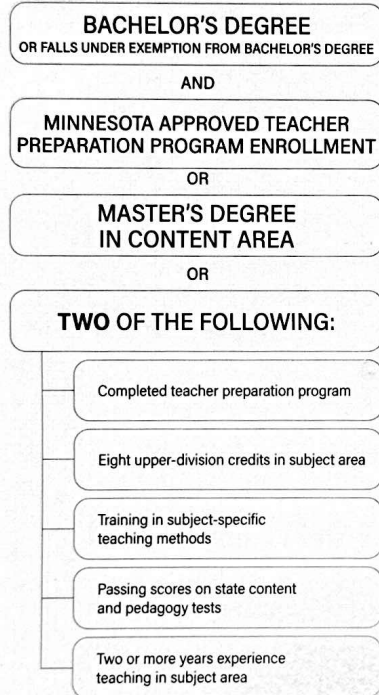 BACHELOR'S DEGREE
OR FALLS UNDER EXEMPTION FROM BACHELOR'S DEGREE
AND
MINNESOTA APPROVED TEACHER
PREPARATION PROGRAM ENROLLMENT
OR
MASTER'S DEGREE
IN CONTENT AREA
OR
TWO OF THE FOLLOWING:
Completed teacher preparation program
Eight upper-division credits in subject area
Training in subject-specific
teaching methods
Passing scores on state content
and pedagogy tests
Two or more years experience
teaching in subject area